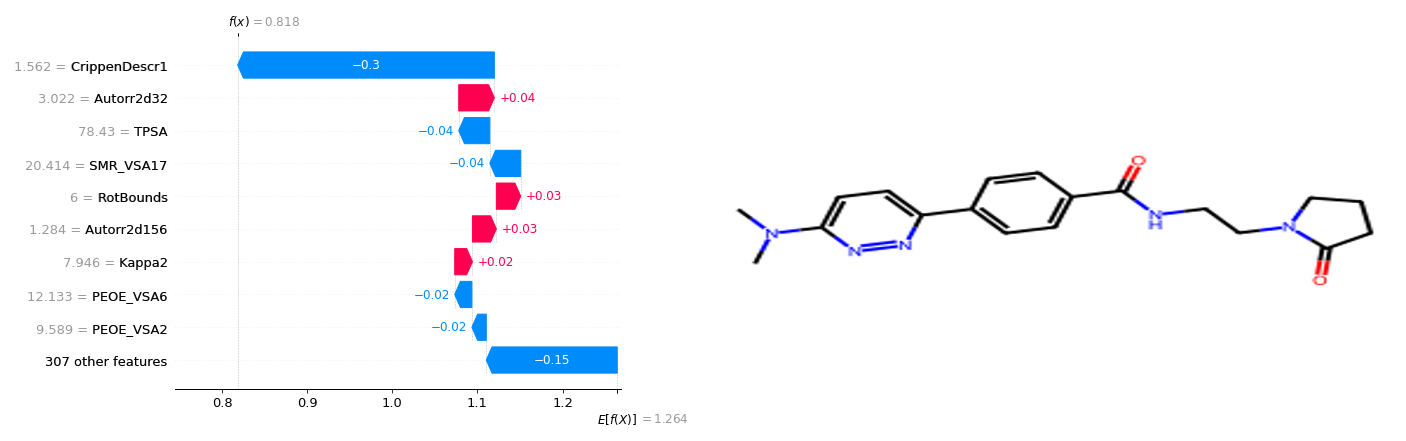 f(x) = 0.818
1.562 = CrippenDescr1
−0.3
3.022 = Autorr2d32
+0.04
78.43 = TPSA
−0.04
20.414 = SMR_VSA17
−0.04
6 = RotBounds
+0.03
1.284 = Autorr2d156
+0.03
7.946 = Kappa2
+0.02
12.133 = PEOE_VSA6
−0.02
9.589 = PEOE_VSA2
−0.02
307 other features
−0.15
0.8 0.9 1.0 1.1 1.2
E[f(X)] = 1.264
O
N
N
N
N
H
N
O